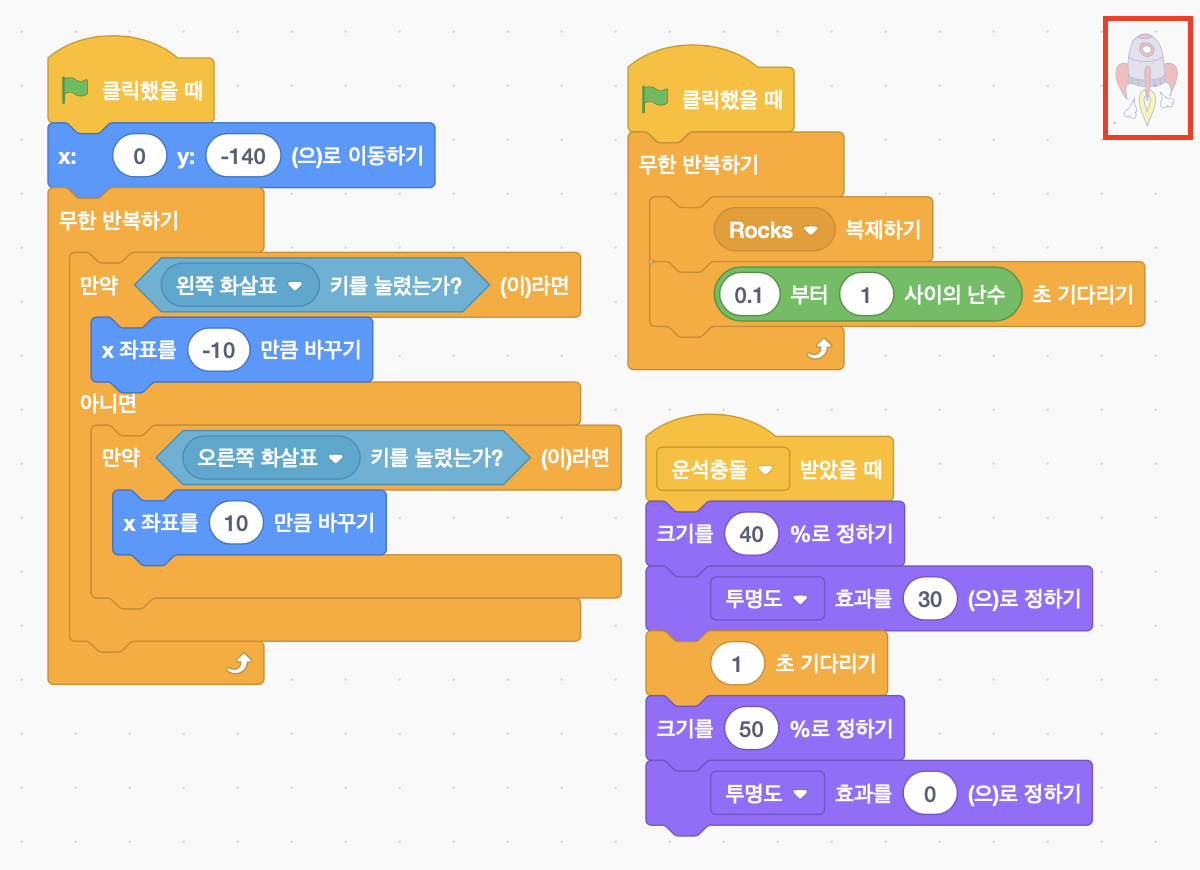 클릭했을 때
x: 0 y: -140 (으)로 이동하기
무한 반복하기
만약 왼쪽 화살표 키를 눌렸는가? (이)라면
x 좌표를 -10 만큼 바꾸기
아니면
만약 오른쪽 화살표 키를 눌렸는가? (이)라면
x 좌표를 10 만큼 바꾸기
클릭했을 때
무한 반복하기
Rocks 복제하기
0.1 부터 1 사이의 난수 초 기다리기
운석충돌 받았을 때
크기를 40 %로 정하기
투명도 효과를 30 (으)로 정하기
1 초 기다리기
크기를 50 %로 정하기
투명도 효과를 0 (으)로 정하기